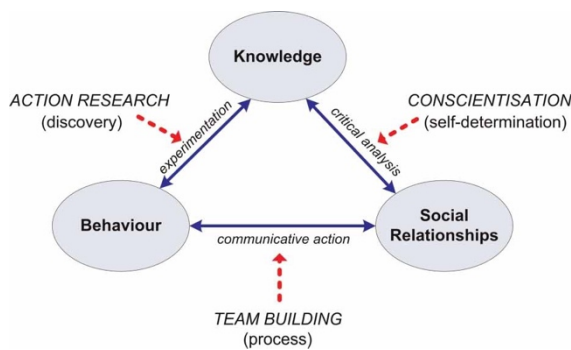 Knowledge
ACTION RESEARCH
(discovery)
CONSCIENTISATION
(self-determination)
experimentation
critical analysis
Behaviour
Social
Relationships
communicative action
TEAM BUILDING
(process)